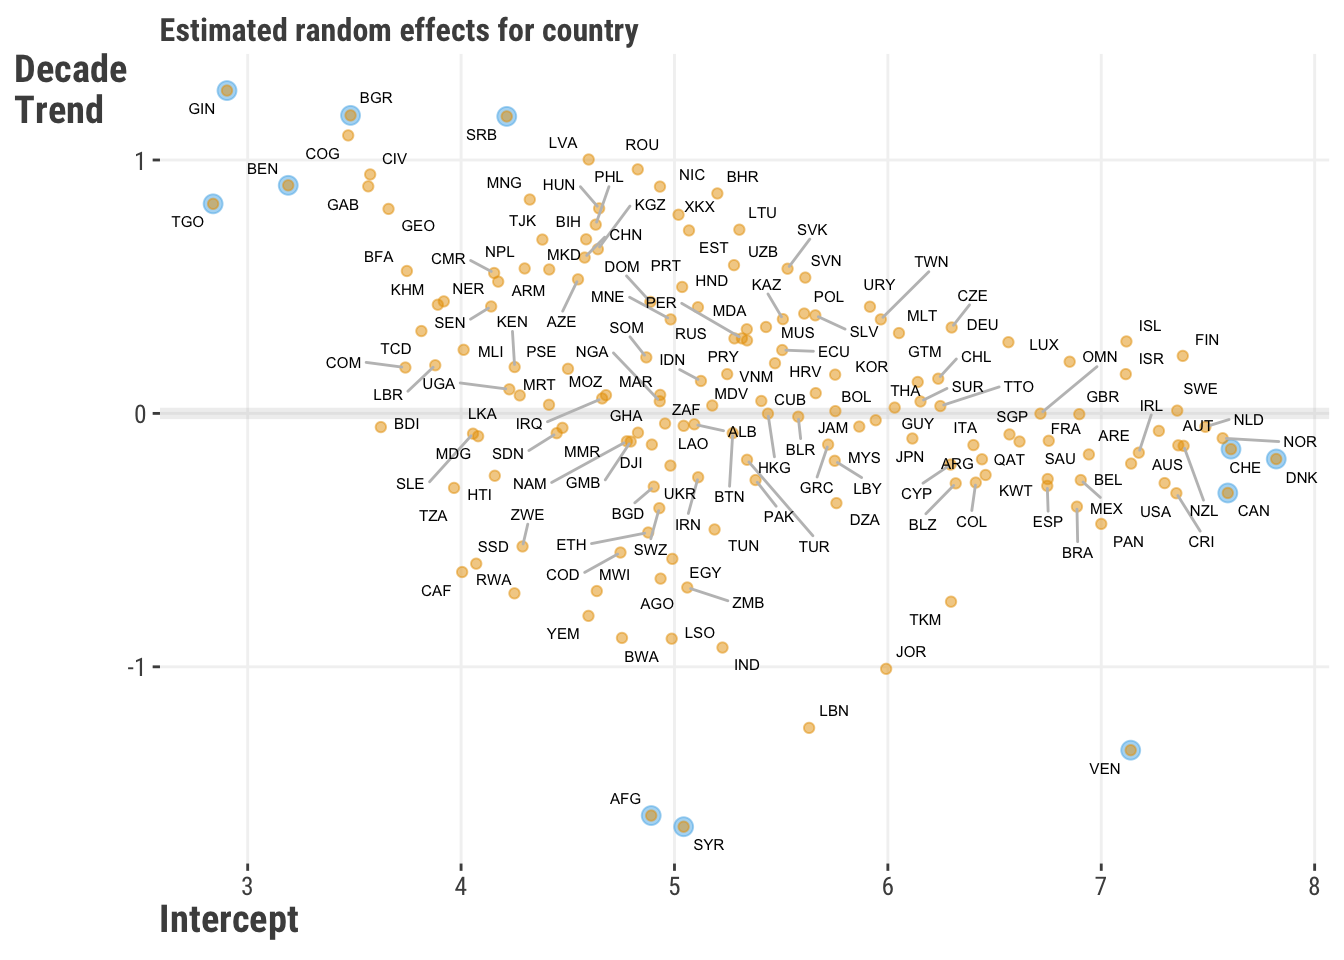 Estimated random effects for country
Decade
Trend
GIN
BGR
SRB
COG
CIV
BEN
GAB
TGO
GEO
LVA
ROU
MNG
HUN
PHL
NIC
BHR
KGZ
XKX
LTU
TJK
BIH
CHN
SVK
EST
UZB
BFA
CMR
NPL
MKD
DOM
PRT
SVN
TWN
HND
KAZ
URY
KHM
NER
ARM
MNE
PER
MDA
POL
CZE
SEN
KEN
AZE
SOM
RUS
MUS
SLV
MLT
DEU
ISL
TCD
MLI
PSE
NGA
IDN
PRY
ECU
GTM
LUX
FIN
COM
CHL
OMN
ISR
LBR
UGA
MRT
MOZ
MAR
VNM
HRV
KOR
THA
SUR
TTO
SWE
BDI
LKA
IRQ
GHA
ZAF
MDV
CUB
BOL
GUY
SGP
GBR
IRL
NLD
MDG
SDN
MMR
DJI
LAO
ALB
BLR
JAM
JPN
ITA
FRA
ARE
AUT
NOR
SLE
HTI
NAM
GMB
UKR
BTN
HKG
GRC
MYS
LBY
ARG
QAT
SAU
AUS
CHE
DNK
TZA
ZWE
BGD
IRN
PAK
CYP
KWT
BEL
MEX
USA
NZL
CAN
SSD
ETH
SWZ
TUN
TUR
DZA
BLZ
COL
ESP
BRA
PAN
CRI
CAF
RWA
COD
MWI
EGY
AGO
ZMB
TKM
YEM
BWA
LSO
IND
JOR
LBN
VEN
AFG
SYR
1
0
-1
3
4
5
6
7
8
Intercept